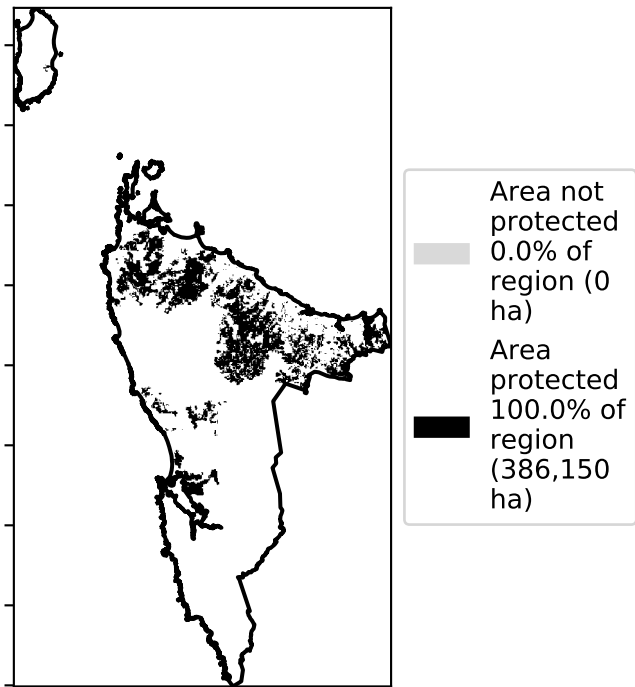 Area not
protected
0.0% of
region (0
ha)
Area
protected
100.0% of
region
(386,150
ha)